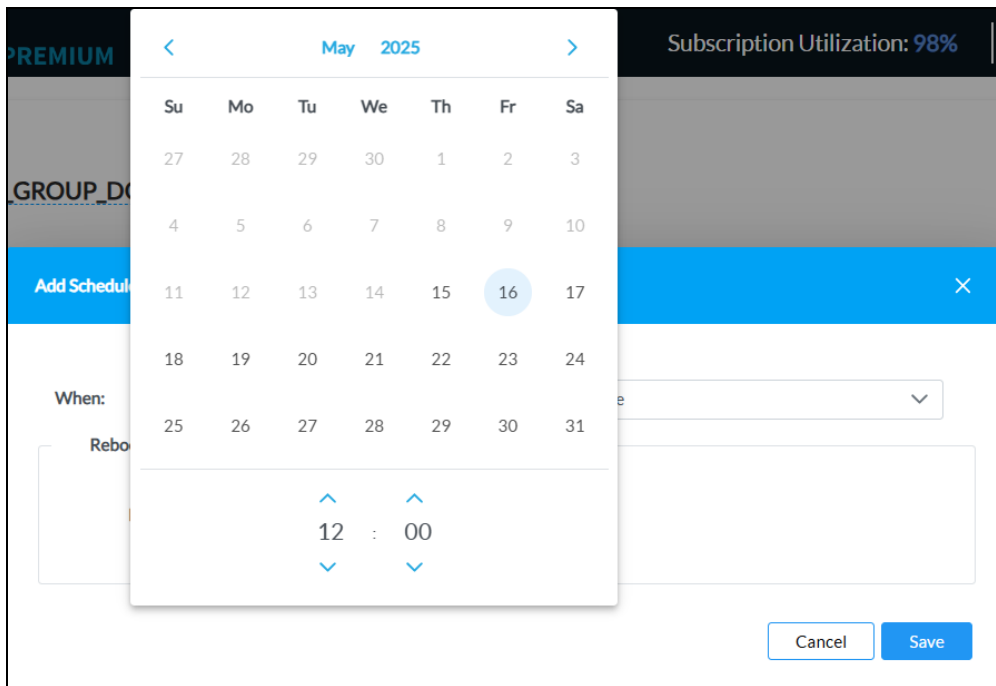 May 2025
PREMIUM
Subscription Utilization: 98%
Su Mo Tu We Th Fr Sa
27 28 29 30 1 2 3
_GROUP_DO
4 5 6 7 8 9 10
Add Schedul
11 12 13 14 15 16 17
18 19 20 21 22 23 24
When:
e
25 26 27 28 29 30 31
Reboo
12 : 00
Cancel Save